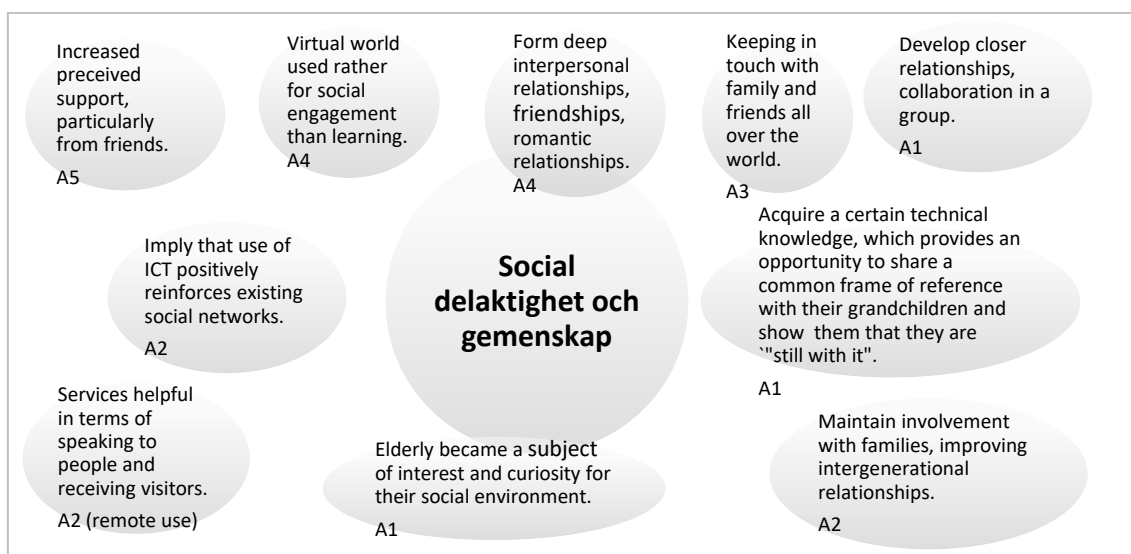 Increased
preceived
support,
particularly
from friends.
A5
Virtual world
used rather
for social
engagement
than learning.
A4
Form deep
interpersonal
relationships,
friendships,
romantic
relationships.
A4
Keeping in
touch with
family and
friends all
over the
world.
A3
Develop closer
relationships,
collaboration in a
group.
A1
Imply that use of
ICT positively
reinforces existing
social networks.
A2
Social
delaktighet och
gemenskap
Acquire a certain technical
knowledge, which provides an
opportunity to share a
common frame of reference
with their grandchildren and
show  them that they are
`"still with it".
A1
Services helpful
in terms of
speaking to
people and
receiving visitors.
A2 (remote use)
Elderly became a subject
of interest and curiosity for
their social environment.
A1
Maintain involvement
with families, improving
intergenerational
relationships.
A2